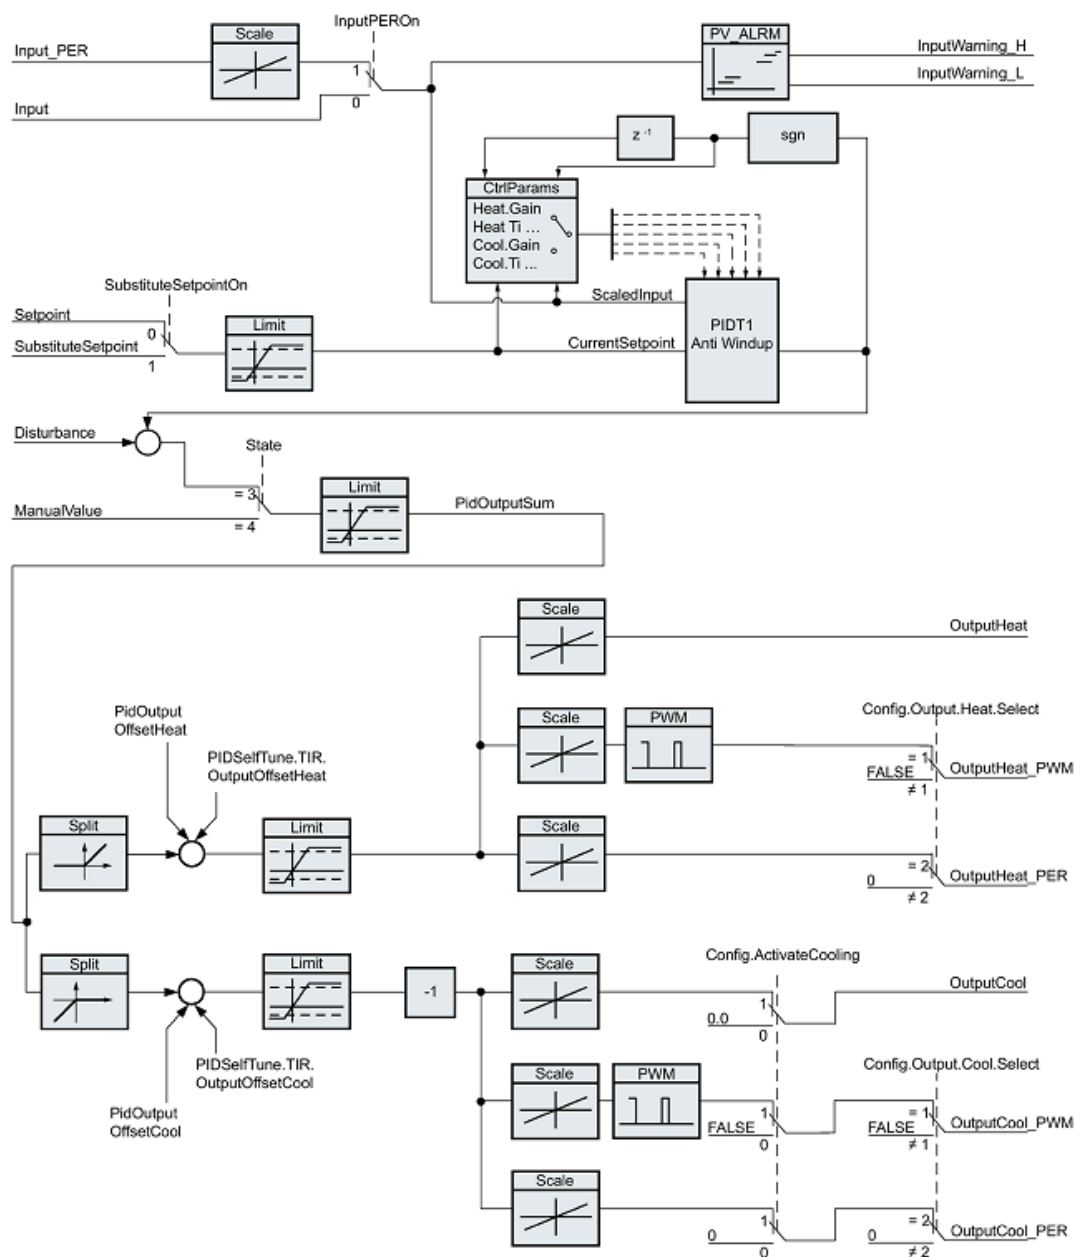 InputPEROn
Input_PER
Scale
PV_ALRM
InputWarning_H
InputWarning_L
1
0
Input
z -1
sgn
CtrlParams
Heat.Gain
Heat Ti ...
Cool.Gain
Cool.Ti ...
SubstituteSetpointOn
ScaledInput
Setpoint
0
SubstituteSetpoint
1
Limit
CurrentSetpoint
PIDT1
Anti Windup
Disturbance
State
= 3
ManualValue
= 4
Limit
PidOutputSum
Scale
OutputHeat
PidOutput
OffsetHeat
PIDSelfTune.TIR.
OutputOffsetHeat
Scale
PWM
Config.Output.Heat.Select
= 1
FALSE
≠ 1
OutputHeat_PWM
Split
Limit
Scale
= 2
0
≠ 2
OutputHeat_PER
Split
Limit
-1
Scale
Config.ActivateCooling
1
0.0
0
OutputCool
PIDSelfTune.TIR.
OutputOffsetCool
PidOutput
OffsetCool
Scale
PWM
1
FALSE
0
Config.Output.Cool.Select
= 1
FALSE
≠ 1
OutputCool_PWM
Scale
1
0
0
= 2
0
≠ 2
OutputCool_PER